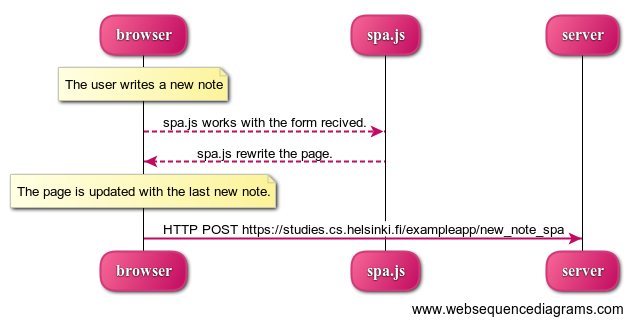 browser spa.js server
The user writes a new note
spa.js works with the form recived.
spa.js rewrite the page.
The page is updated with the last new note.
HTTP POST https://studies.cs.helsinki.fi/exampleapp/new_note_spa
browser spa.js server
www.websequencediagrams.com